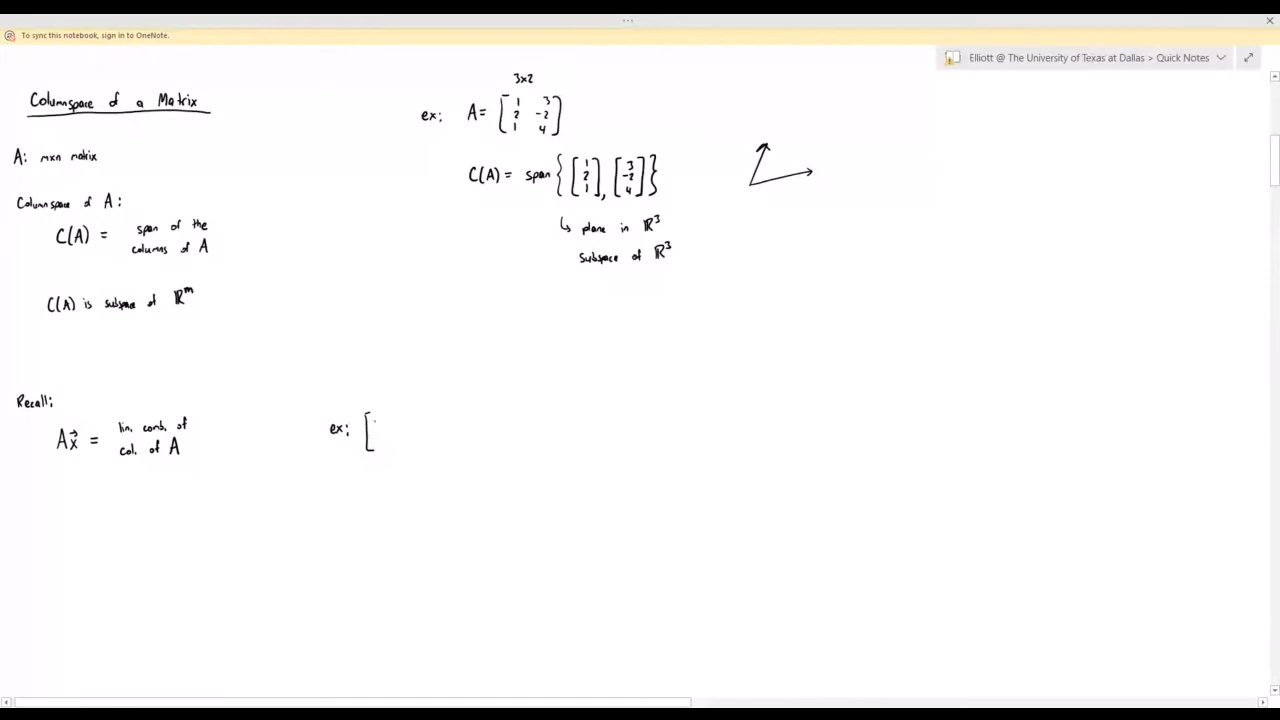 To sync this notebook, sign in to OneNote.
Elliott @ The University of Texas at Dallas > Quick Notes
Columnspace of a Matrix
A: mxn matrix
Columnspace of A:
C(A) = span of the
columns of A
C(A) is subspace of ℝᵐ
3x2
ex: A = [1 3
2 -2
1 4]
C(A) = span {[1
2
1], [3
-2
4]}
↳ plane in ℝ³
subspace of ℝ³
Recall:
Ax⃗ = lin. comb. of
col. of A
ex: [